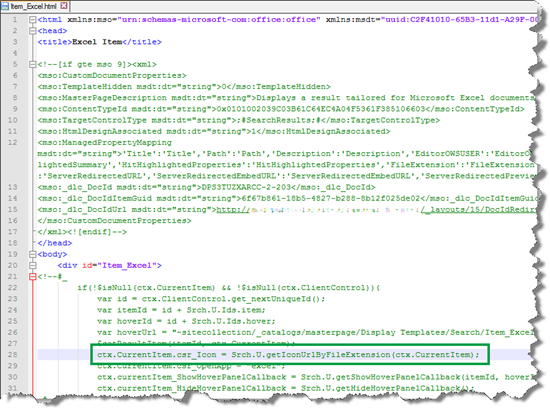 Item_Excel.html
1 <html xmlns:mso="urn:schemas-microsoft-com:office:office" xmlns:msdt="uuid:C2F41010-65B3-11d1-A29F-00
2 <head>
3 <title>Excel Item</title>
4
5 <!--[if gte mso 9]><xml>
6 <mso:CustomDocumentProperties>
7 <mso:TemplateHidden msdt:dt="string">0</mso:TemplateHidden>
8 <mso:MasterPageDescription msdt:dt="string">Displays a result tailored for Microsoft Excel documents
9 <mso:ContentTypeId msdt:dt="string">0x0101002039C03B61C64EC4A04F5361F385106603</mso:ContentTypeId>
10 <mso:TargetControlType msdt:dt="string">;#SearchResults;#</mso:TargetControlType>
11 <mso:HtmlDesignAssociated msdt:dt="string">1</mso:HtmlDesignAssociated>
12 <mso:ManagedPropertyMapping
msdt:dt="string">'Title':'Title','Path':'Path','Description':'Description','EditorOWSUSER':'EditorO
lightedSummary','HitHighlightedProperties':'HitHighlightedProperties','FileExtension':'FileExtension
:'ServerRedirectedURL','ServerRedirectedEmbedURL':'ServerRedirectedEmbedURL','ServerRedirectedPrevie
13 <mso:_dlc_DocId msdt:dt="string">DPS3TUZXARCC-2-203</mso:_dlc_DocId>
14 <mso:_dlc_DocIdItemGuid msdt:dt="string">6f67b861-18b5-4827-b288-8b12f025de02</mso:_dlc_DocIdItemGuid
15 <mso:_dlc_DocIdUrl msdt:dt="string">http:// /_layouts/15/DocIdRedir
16 </mso:CustomDocumentProperties>
17 </xml><![endif]-->
18 </head>
19 <body>
20 <div id="Item_Excel">
21 <!--#_
22 if(!$isNull(ctx.CurrentItem) && !$isNull(ctx.ClientControl)){
23 var id = ctx.ClientControl.get_nextUniqueId();
24 var itemId = id + Srch.U.Ids.item;
25 var hoverId = id + Srch.U.Ids.hover;
26 var hoverUrl = "~sitecollection/_catalogs/masterpage/Display Templates/Search/Item_Excel
27 $setResultItem(itemId, ctx.CurrentItem);
28 ctx.CurrentItem.csr_Icon = Srch.U.getIconUrlByFileExtension(ctx.CurrentItem);
29 ctx.CurrentItem.csr_OpenApp = "excel";
30 ctx.currentItem_ShowHoverPanelCallback = Srch.U.getShowHoverPanelCallback(itemId, hoverI
31 ctx.currentItem_HideHoverPanelCallback = Srch.U.getHideHoverPanelCallback();